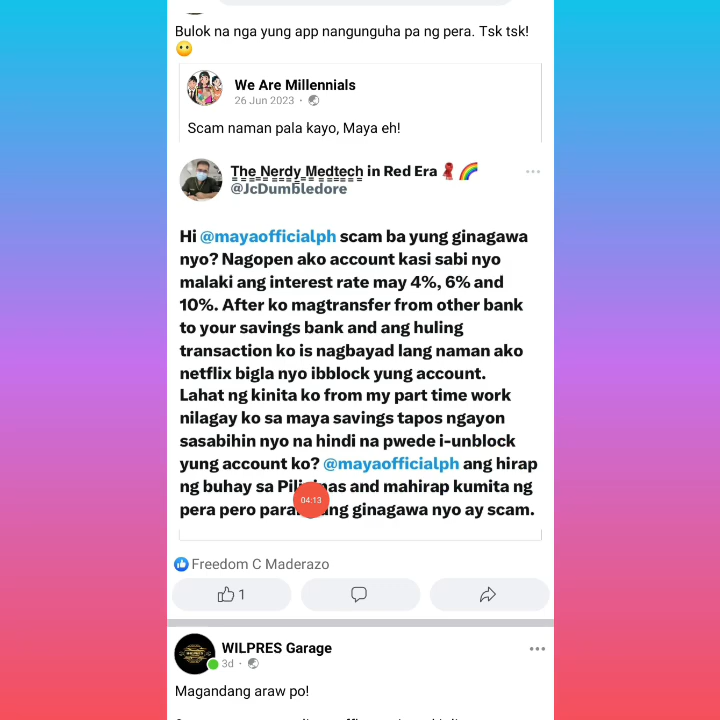 Bulok na nga yung app nangunguha pa ng pera. Tsk tsk!
We Are Millennials
26 Jun 2023
Scam naman pala kayo, Maya eh!
The Nerdy Medtech in Red Era
@JcDumbledore
Hi @mayaofficialph scam ba yung ginagawa
nyo? Nagopen ako account kasi sabi nyo
malaki ang interest rate may 4%, 6% and
10%. After ko magtransfer from other bank
to your savings bank and ang huling
transaction ko is nagbayad lang naman ako
netflix bigla nyo ibblock yung account.
Lahat ng kinita ko from my part time work
nilagay ko sa maya savings tapos ngayon
sasabihin nyo na hindi na pwede i-unblock
yung account ko? @mayaofficialph ang hirap
ng buhay sa Pilipinas and mahirap kumita ng
pera pero ginagawa nyo ay scam.
04:13
Freedom C Maderazo
1
WILPRES Garage
3d
Magandang araw po!